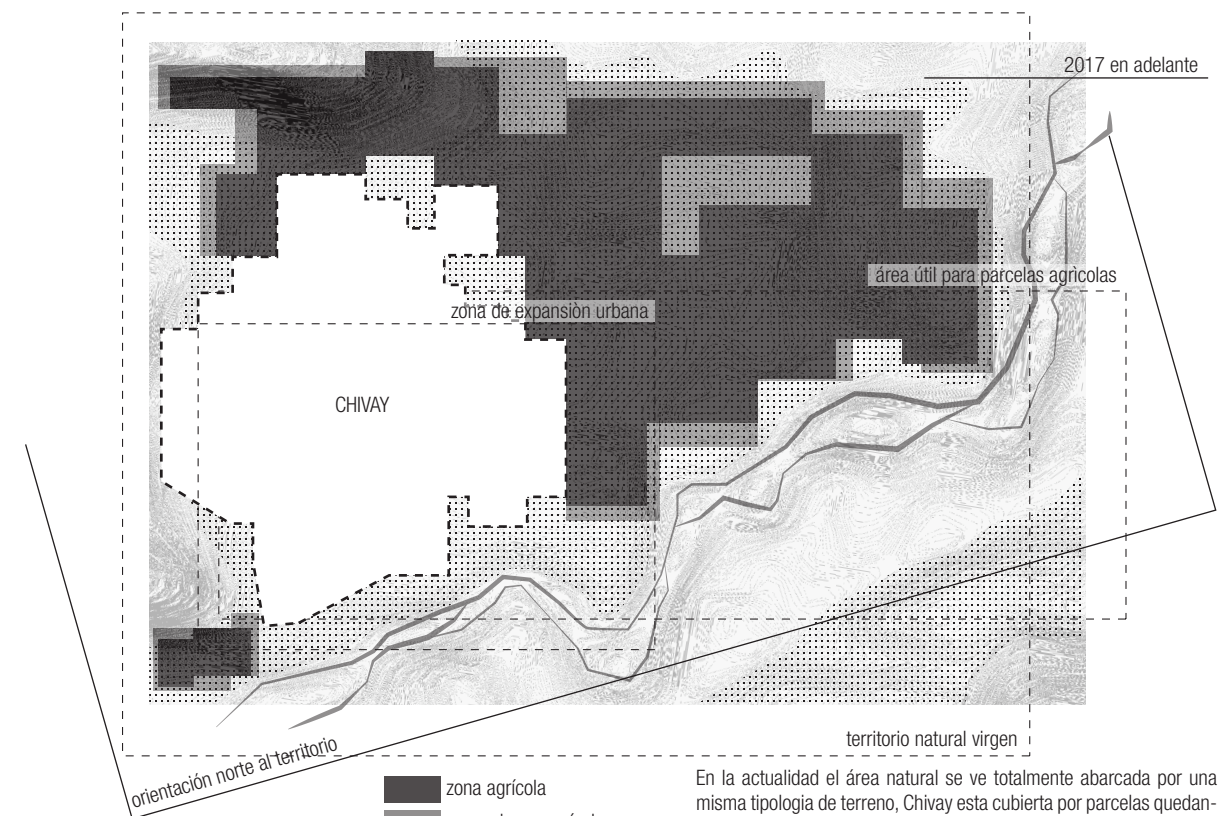 2017 en adelante
área útil para parcelas agrìcolas
zona de expansiòn urbana
CHIVAY
territorio natural virgen
orientación norte al territorio
zona agrícola
En la actualidad el área natural se ve totalmente abarcada por una
misma tipologia de terreno, Chivay esta cubierta por parcelas quedan-